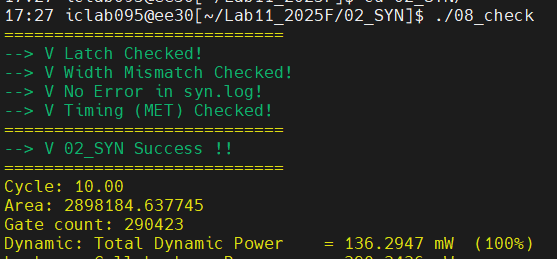 17:27 iclab095@ee30[~/Lab11_2025F/02_SYN]$ ./08_check
============================
--> V Latch Checked!
--> V Width Mismatch Checked!
--> V No Error in syn.log!
--> V Timing (MET) Checked!
============================
--> V 02_SYN Success !!
============================
Cycle: 10.00
Area: 2898184.637745
Gate count: 290423
Dynamic: Total Dynamic Power    = 136.2947 mW  (100%)